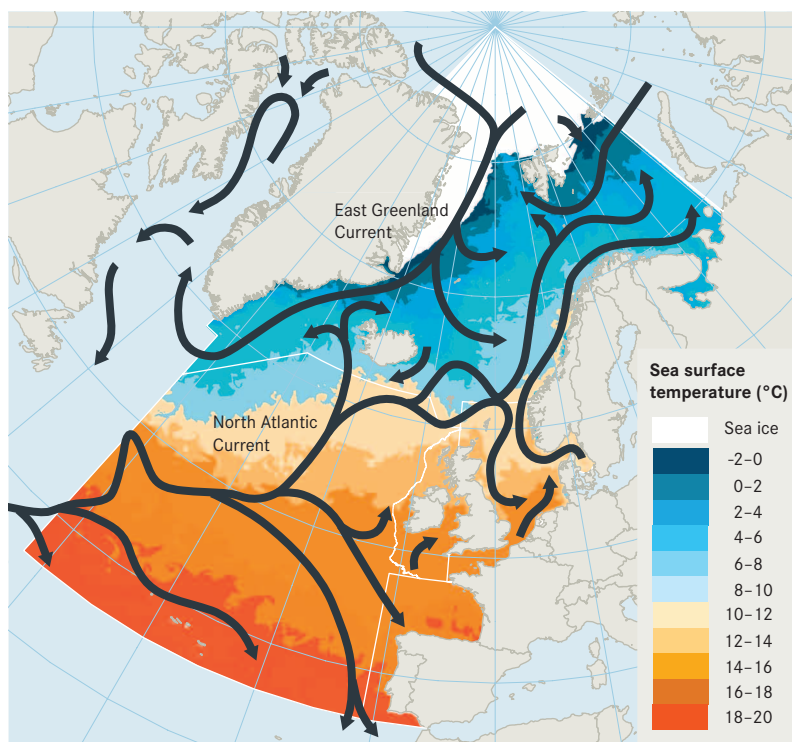 East Greenland
Current
North Atlantic
Current
Sea surface
temperature (°C)
Sea ice
-2–0
0–2
2–4
4–6
6–8
8–10
10–12
12–14
14–16
16–18
18–20